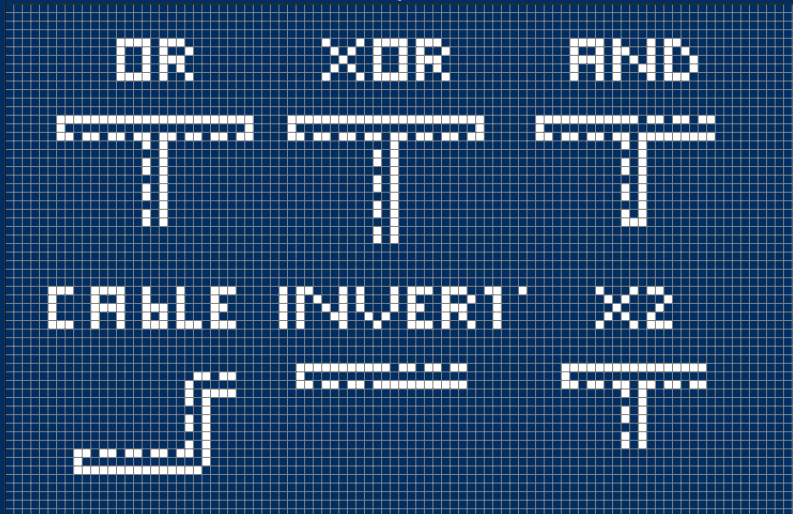 OR XOR AND
CAbLE INVERT' X2